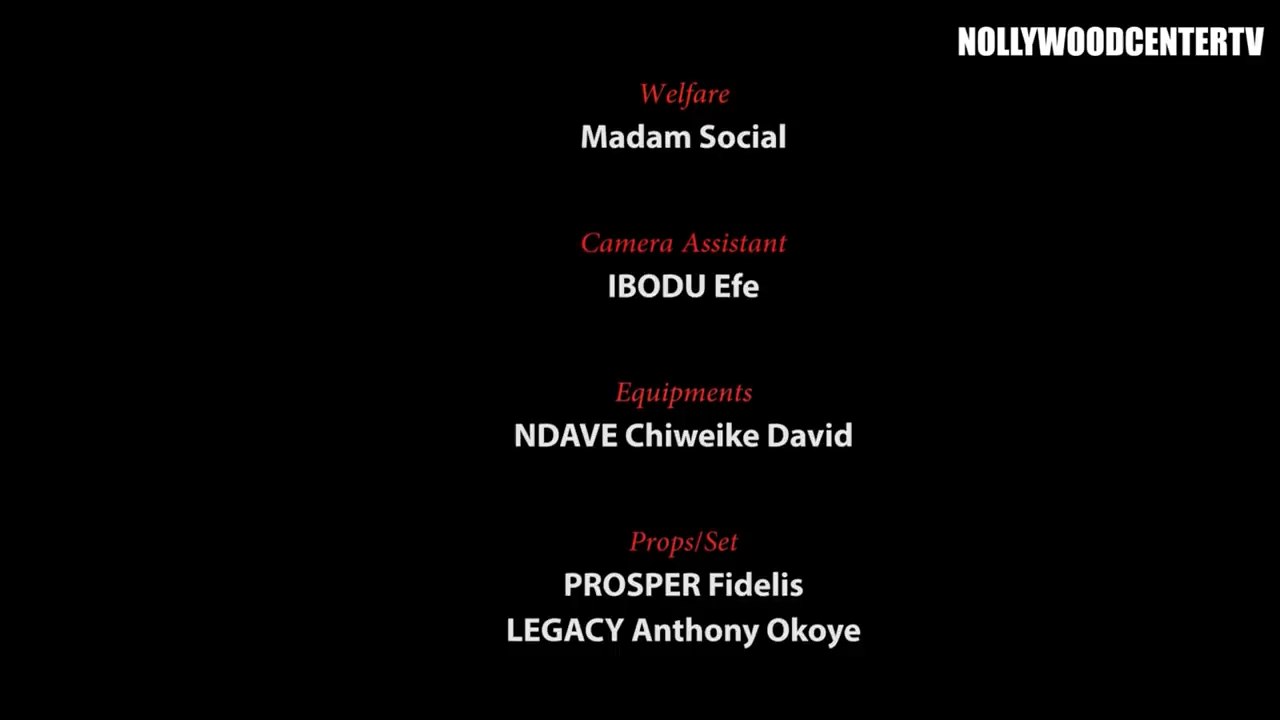 NOLLYWOODCENTERTV
Welfare
Madam Social
Camera Assistant
IBODU Efe
Equipments
NDAVE Chiweike David
Props/Set
PROSPER Fidelis
LEGACY Anthony Okoye